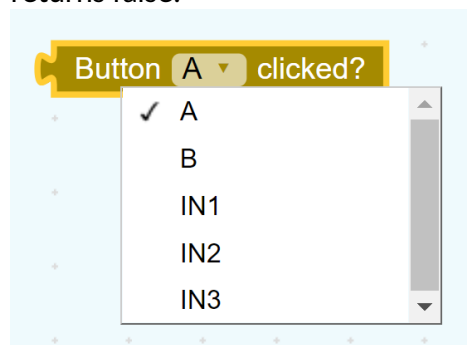 returns false.
Button A clicked?
✓ A
B
IN1
IN2
IN3